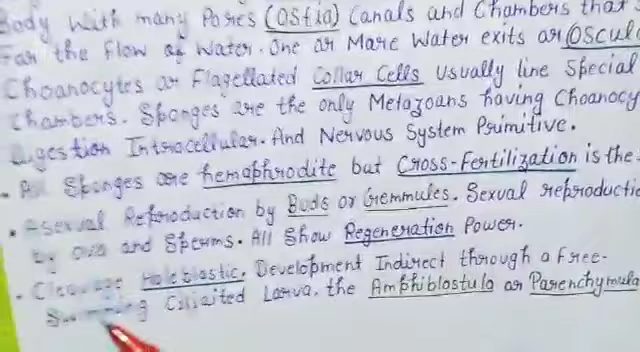 Body With many Pores (Ostia) Canals and Chambers that
For the Flow of Water. One or More Water exits or Oscul
Choanocytes or Flagellated Collar Cells Usually line Special
Chambers. Sponges are the only Metazoans having Choanocy
Digestion Intracellular. And Nervous System Primitive.
• All Sponges are hemaphrodite but Cross-Fertilization is the
• Asexual Reproduction by Buds or Gemmules. Sexual reproductio
by Ova and Sperms. All Show Regeneration Power.
• Cleavage Holoblastic. Development Indirect through a Free-
Swimming Ciliated Larva. the Amphiblastula or Parenchymula